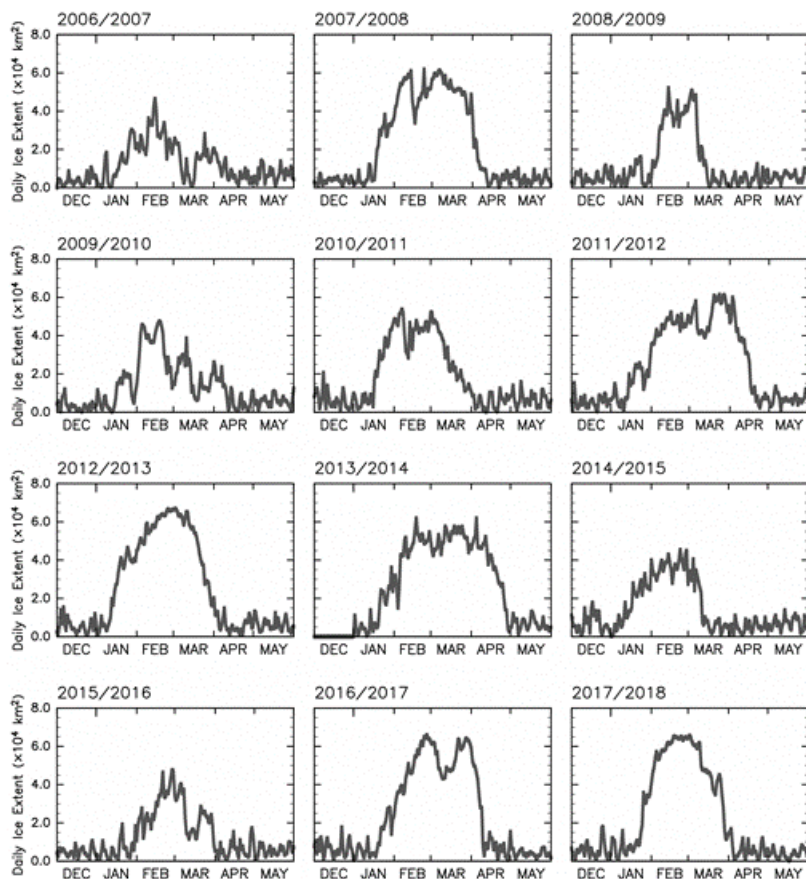 2006/2007 2007/2008 2008/2009
Daily Ice Extent (×10⁴ km²)
8.0
6.0
4.0
2.0
0.0
DEC JAN FEB MAR APR MAY DEC JAN FEB MAR APR MAY DEC JAN FEB MAR APR MAY
2009/2010 2010/2011 2011/2012
Daily Ice Extent (×10⁴ km²)
8.0
6.0
4.0
2.0
0.0
DEC JAN FEB MAR APR MAY DEC JAN FEB MAR APR MAY DEC JAN FEB MAR APR MAY
2012/2013 2013/2014 2014/2015
Daily Ice Extent (×10⁴ km²)
8.0
6.0
4.0
2.0
0.0
DEC JAN FEB MAR APR MAY DEC JAN FEB MAR APR MAY DEC JAN FEB MAR APR MAY
2015/2016 2016/2017 2017/2018
Daily Ice Extent (×10⁴ km²)
8.0
6.0
4.0
2.0
0.0
DEC JAN FEB MAR APR MAY DEC JAN FEB MAR APR MAY DEC JAN FEB MAR APR MAY